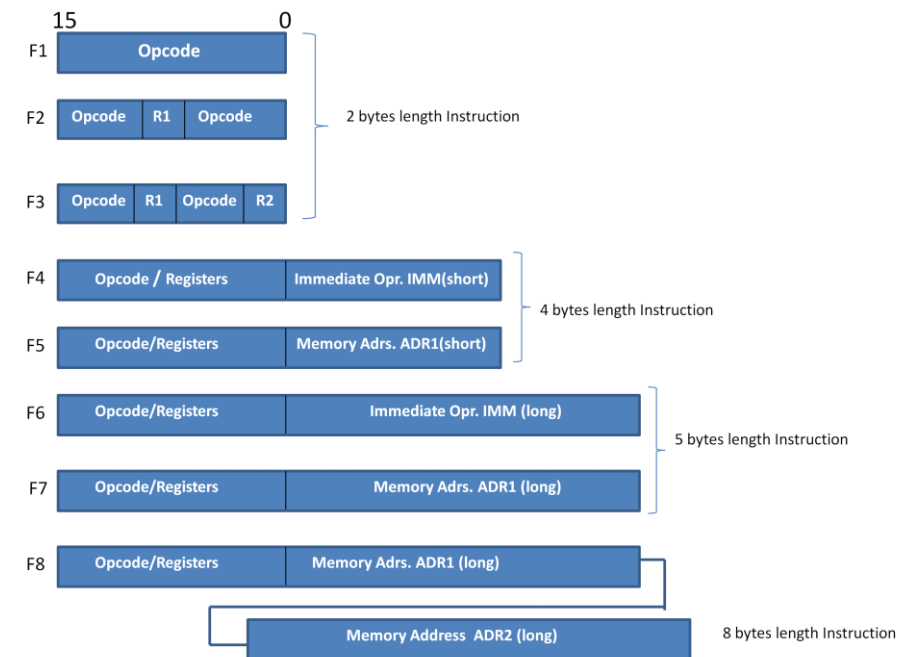 15 0
F1 Opcode
F2 Opcode R1 Opcode
2 bytes length Instruction
F3 Opcode R1 Opcode R2
F4 Opcode / Registers Immediate Opr. IMM(short)
4 bytes length Instruction
F5 Opcode/Registers Memory Adrs. ADR1(short)
F6 Opcode/Registers Immediate Opr. IMM (long)
5 bytes length Instruction
F7 Opcode/Registers Memory Adrs. ADR1 (long)
F8 Opcode/Registers Memory Adrs. ADR1 (long)
Memory Address ADR2 (long)
8 bytes length Instruction